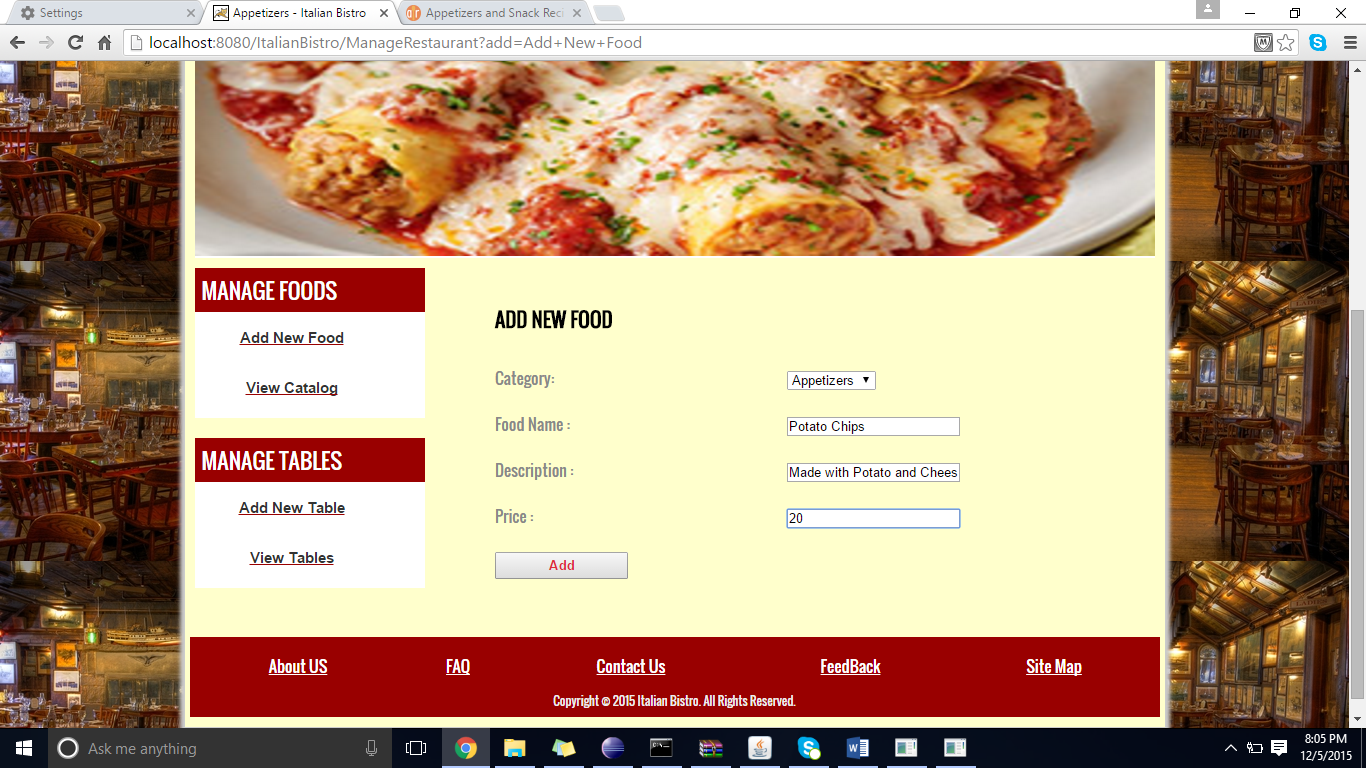 Settings
Appetizers - Italian Bistro
Appetizers and Snack Reci
localhost:8080/ItalianBistro/ManageRestaurant?add=Add+New+Food
MANAGE FOODS
Add New Food
View Catalog
MANAGE TABLES
Add New Table
View Tables
ADD NEW FOOD
Category:
Appetizers
Food Name :
Potato Chips
Description :
Made with Potato and Chees
Price :
20
Add
About US
FAQ
Contact Us
FeedBack
Site Map
Copyright © 2015 Italian Bistro. All Rights Reserved.
Ask me anything
8:05 PM
12/5/2015